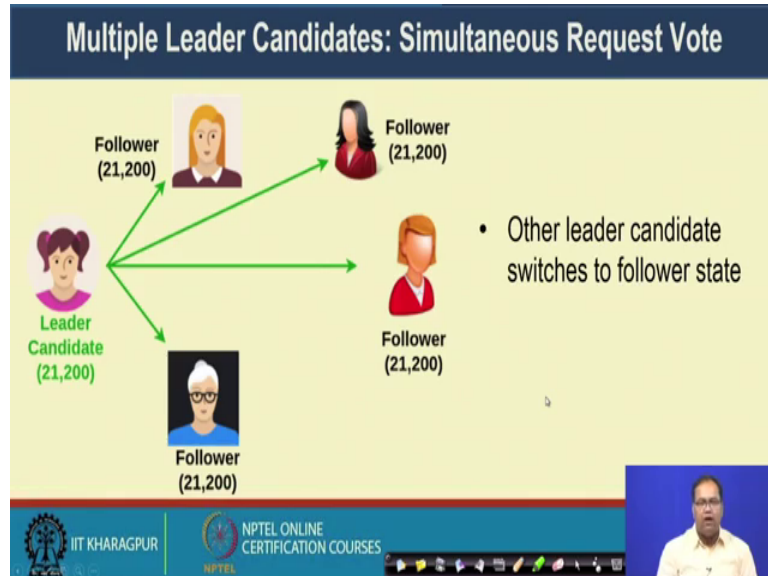 Multiple Leader Candidates: Simultaneous Request Vote
Follower
(21,200)
Follower
(21,200)
• Other leader candidate
switches to follower state
Leader
Candidate
(21,200)
Follower
(21,200)
Follower
(21,200)
IIT KHARAGPUR
NPTEL
NPTEL ONLINE
CERTIFICATION COURSES